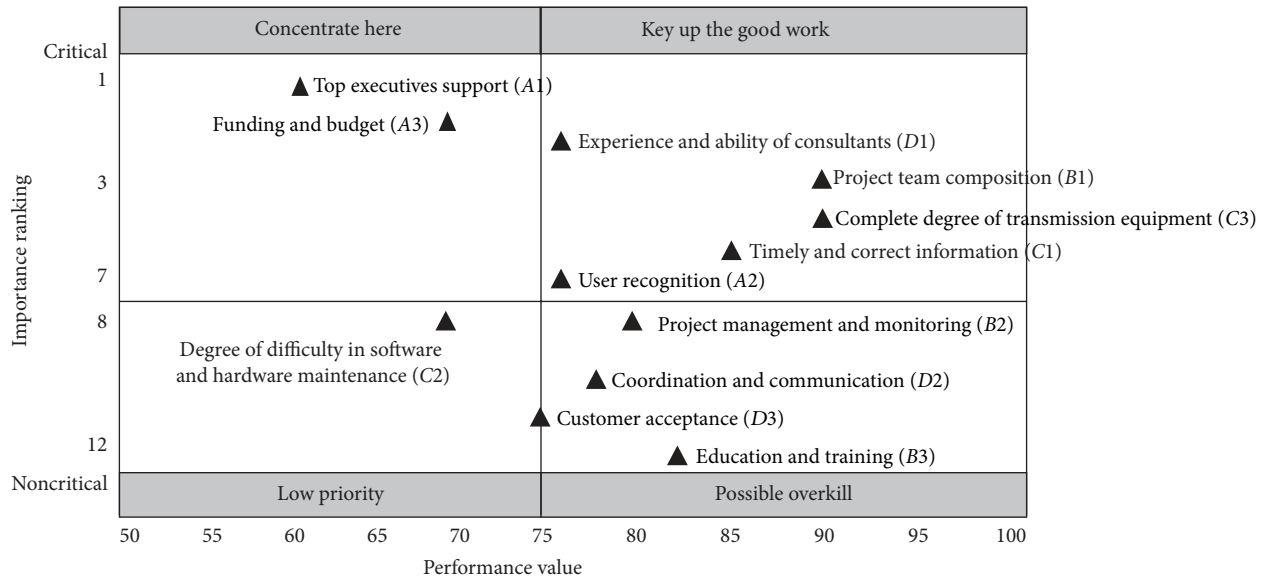 Concentrate here
Key up the good work
Critical
1
Top executives support (A1)
Funding and budget (A3)
Experience and ability of consultants (D1)
3
Project team composition (B1)
Complete degree of transmission equipment (C3)
Timely and correct information (C1)
7
User recognition (A2)
Importance ranking
8
Project management and monitoring (B2)
Degree of difficulty in software
and hardware maintenance (C2)
Coordination and communication (D2)
Customer acceptance (D3)
12
Education and training (B3)
Noncritical
Low priority
Possible overkill
50 55 60 65 70 75 80 85 90 95 100
Performance value